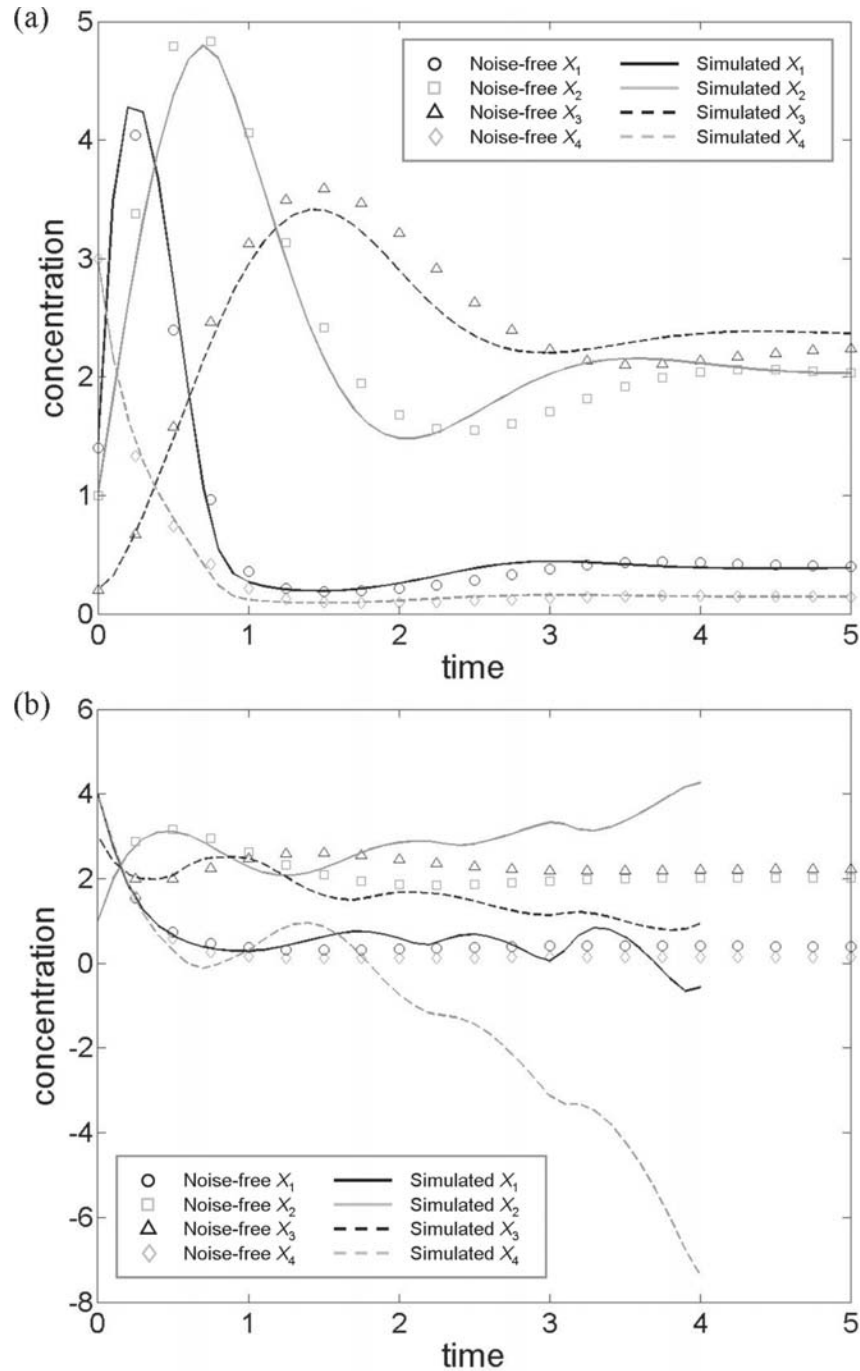 (a)
5
4
3
2
1
0
concentration
Noise-free X1 Simulated X1
Noise-free X2 Simulated X2
Noise-free X3 Simulated X3
Noise-free X4 Simulated X4
0 1 2 3 4 5
time
(b)
6
4
2
0
-2
-4
-6
-8
concentration
Noise-free X1 Simulated X1
Noise-free X2 Simulated X2
Noise-free X3 Simulated X3
Noise-free X4 Simulated X4
0 1 2 3 4 5
time